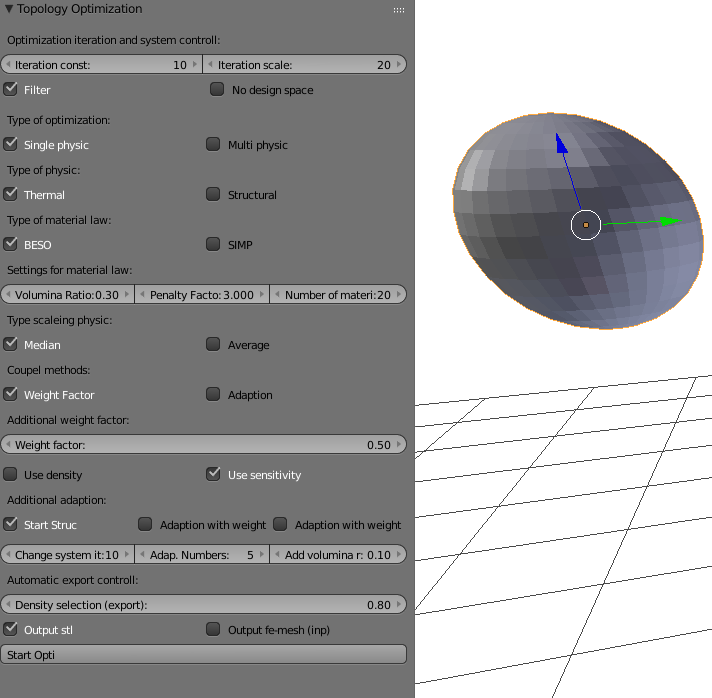 Topology Optimization
Optimization iteration and system controll:
Iteration const: 10 Iteration scale: 20
Filter No design space
Type of optimization:
Single physic Multi physic
Type of physic:
Thermal Structural
Type of material law:
BESO SIMP
Settings for material law:
Volumina Ratio:0.30 Penalty Facto:3.000 Number of materi:20
Type scaleing physic:
Median Average
Coupel methods:
Weight Factor Adaption
Additional weight factor:
Weight factor: 0.50
Use density Use sensitivity
Additional adaption:
Start Struc Adaption with weight Adaption with weight
Change system it:10 Adap. Numbers: 5 Add volumina r: 0.10
Automatic export controll:
Density selection (export): 0.80
Output stl Output fe-mesh (inp)
Start Opti